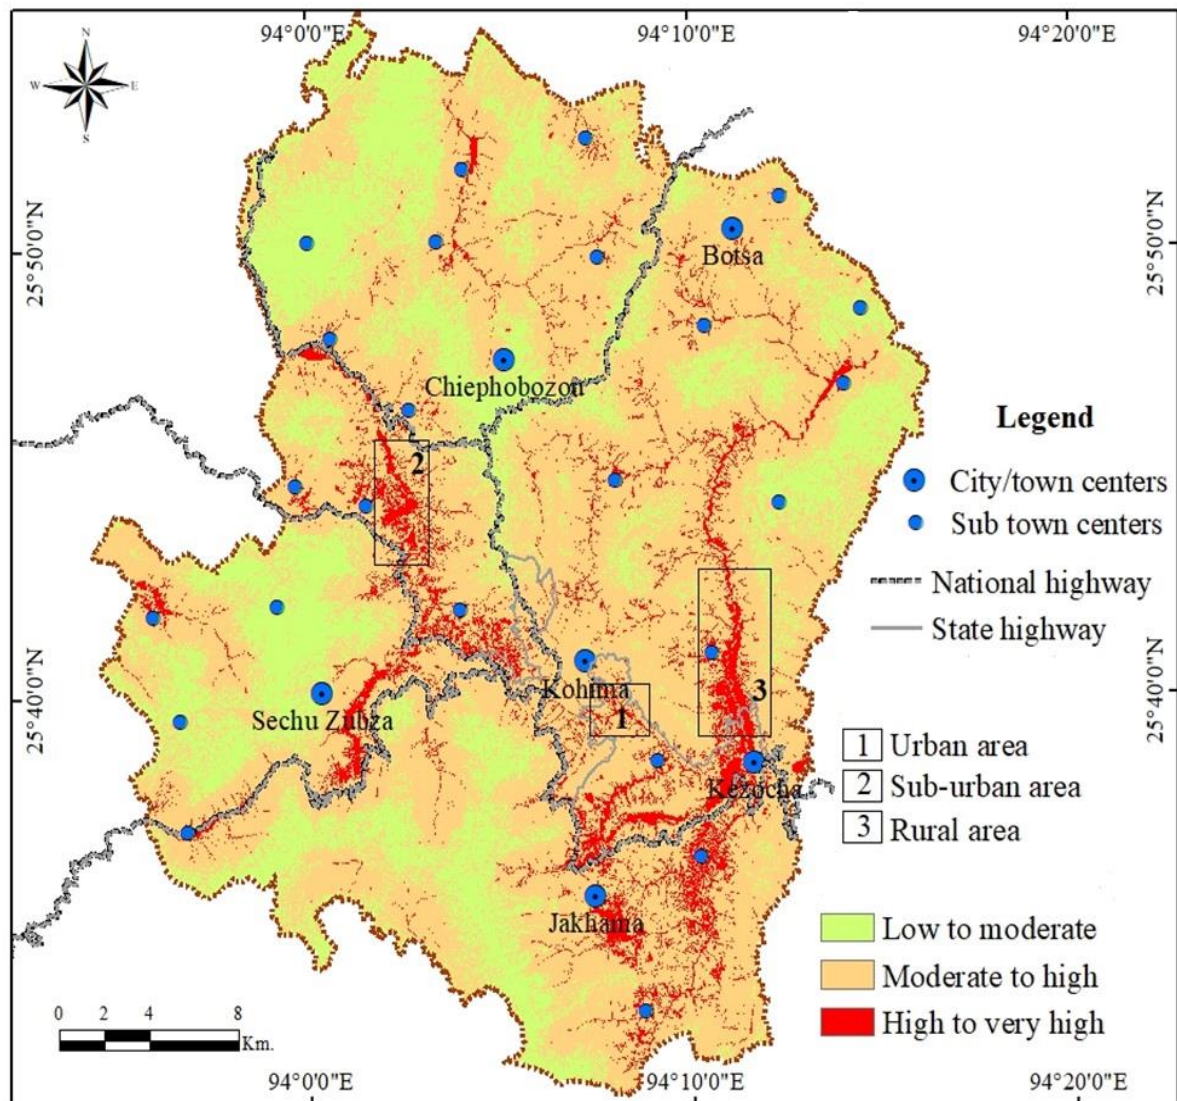 94°0'0"E 94°10'0"E 94°20'0"E
N
W E
S
25°50'0"N
25°50'0"N
Botsa
Chiephobozou
Legend
City/town centers
Sub town centers
National highway
State highway
2
25°40'0"N
25°40'0"N
Kohima
Sechu Zubza
1
3
Kezocha
1 Urban area
2 Sub-urban area
3 Rural area
Jakhama
Low to moderate
Moderate to high
High to very high
0 2 4 8
Km.
94°0'0"E 94°10'0"E 94°20'0"E